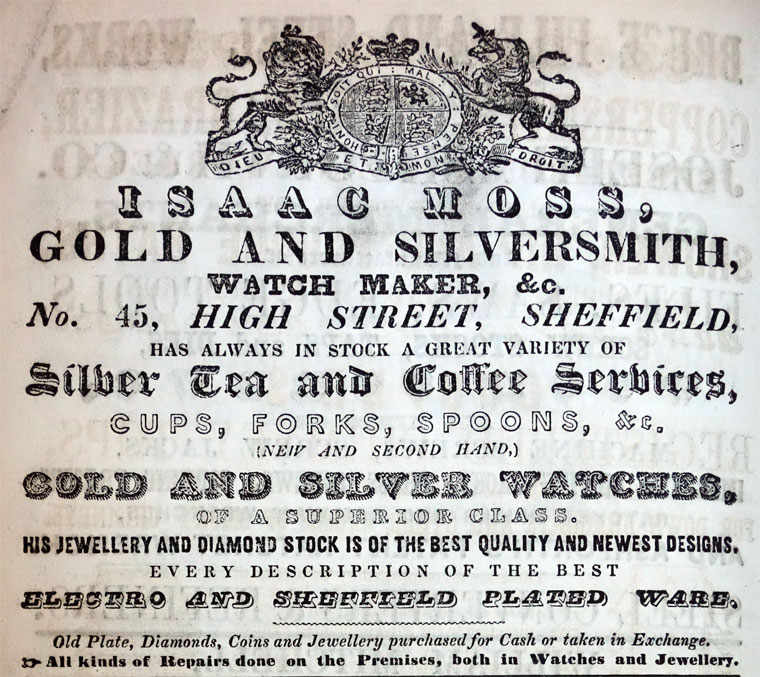 HONI SOIT QUI : MAL Y PENSE
DIEU ET MON DROIT
ISAAC MOSS,
GOLD AND SILVERSMITH,
WATCH MAKER, &c.
No. 45, HIGH STREET, SHEFFIELD,
HAS ALWAYS IN STOCK A GREAT VARIETY OF
Silver Tea and Coffee Services,
CUPS, FORKS, SPOONS, &c.
(NEW AND SECOND HAND,)
GOLD AND SILVER WATCHES,
OF A SUPERIOR CLASS.
HIS JEWELLERY AND DIAMOND STOCK IS OF THE BEST QUALITY AND NEWEST DESIGNS.
EVERY DESCRIPTION OF THE BEST
ELECTRO AND SHEFFIELD PLATED WARE.
Old Plate, Diamonds, Coins and Jewellery purchased for Cash or taken in Exchange.
☞ All kinds of Repairs done on the Premises, both in Watches and Jewellery.